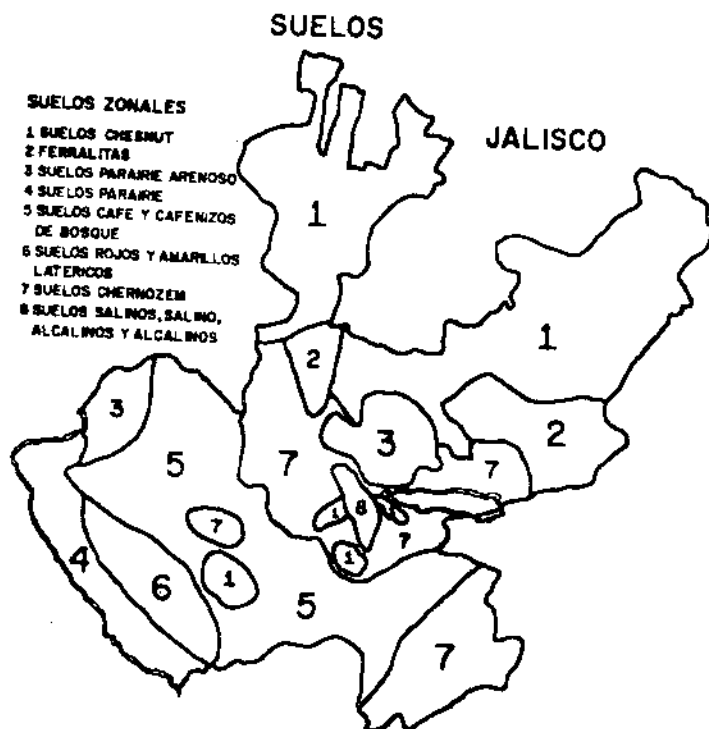 SUELOS
JALISCO
SUELOS ZONALES
1 SUELOS CHESNUT
2 FERRALITAS
3 SUELOS PARAIRIE ARENOSO
4 SUELOS PARAIRIE
5 SUELOS CAFE Y CAFENIZOS
DE BOSQUE
6 SUELOS ROJOS Y AMARILLOS
LATERICOS
7 SUELOS CHERNOZEM
8 SUELOS SALINOS, SALINO,
ALCALINOS Y ALCALINOS
1
1
2
3
3
2
5
7
7
1
8
7
7
1
1
4
6
5
7